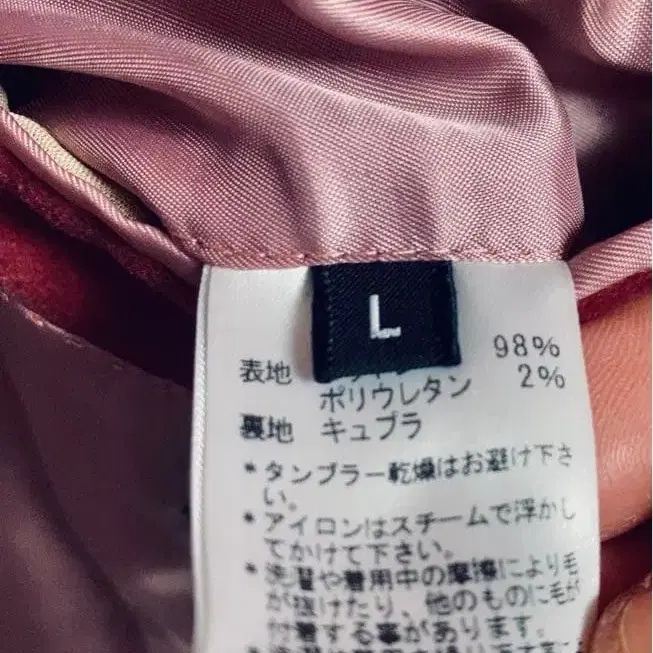 L
98%
表地
ポリウレタン 2%
裏地 キュプラ
*タンブラー乾燥はお避け下さ
い。
*アイロンはスチームで浮かし
てかけて下さい。
*洗濯や着用中の摩擦により毛
が抜けたり、他のものに毛が
付着する事があります。